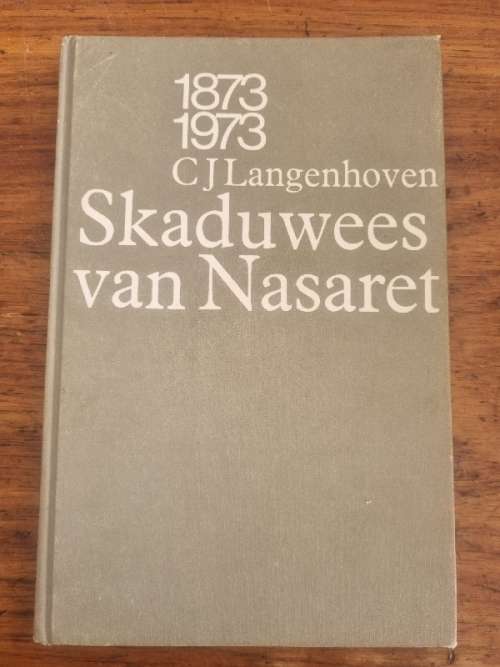 1873
1973
C J Langenhoven
Skaduwees
van Nasaret